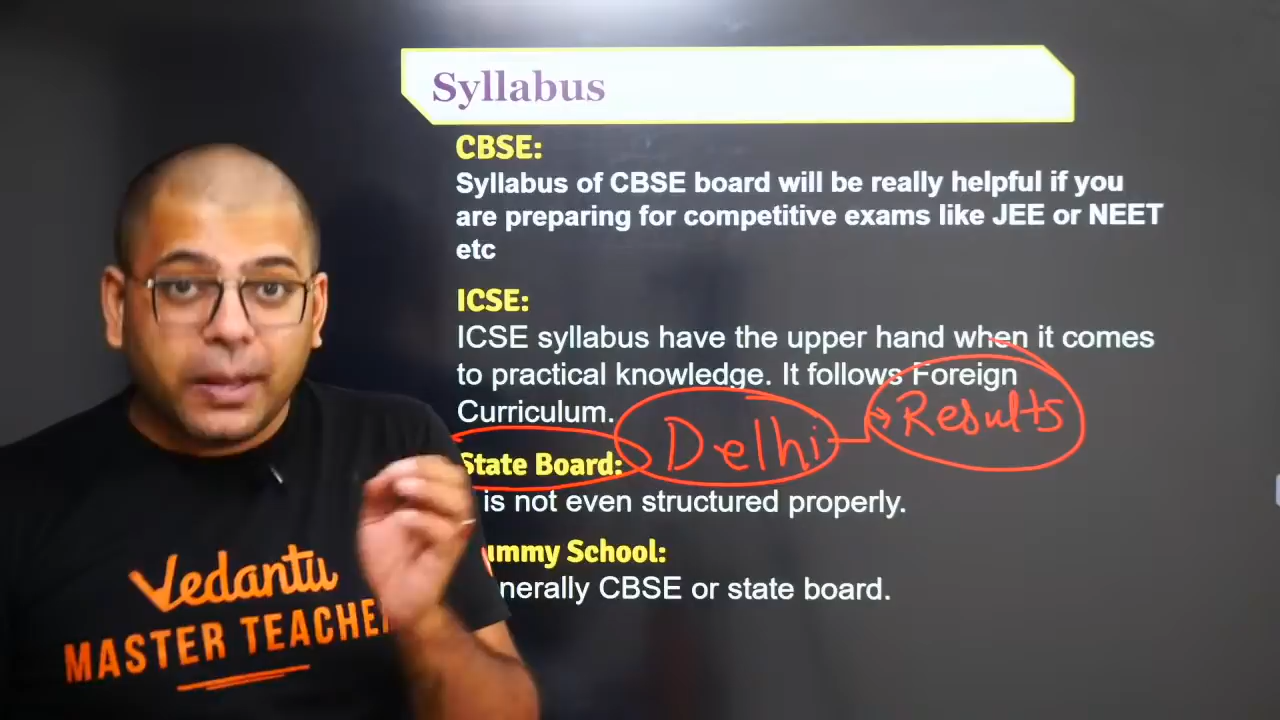 Syllabus
CBSE:
Syllabus of CBSE board will be really helpful if you
are preparing for competitive exams like JEE or NEET
etc
ICSE:
ICSE syllabus have the upper hand when it comes
to practical knowledge. It follows Foreign
Curriculum.
Results
Delhi
State Board:
is not even structured properly.
ummy School:
nerally CBSE or state board.
Vedantu
MASTER TEACHE